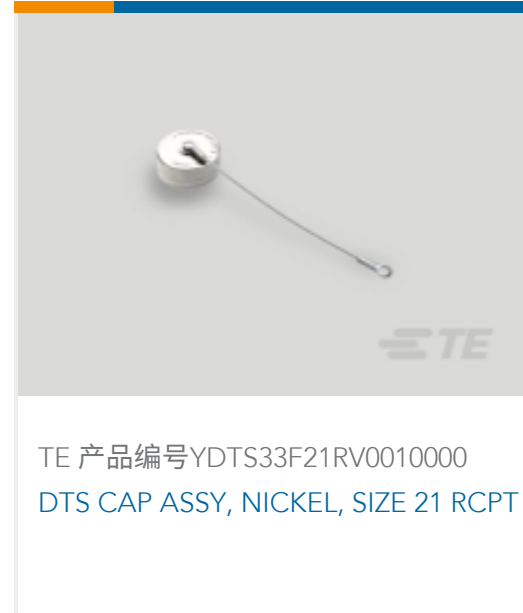 TE
TE 产品编号YDTS33F21RV0010000
DTS CAP ASSY, NICKEL, SIZE 21 RCPT